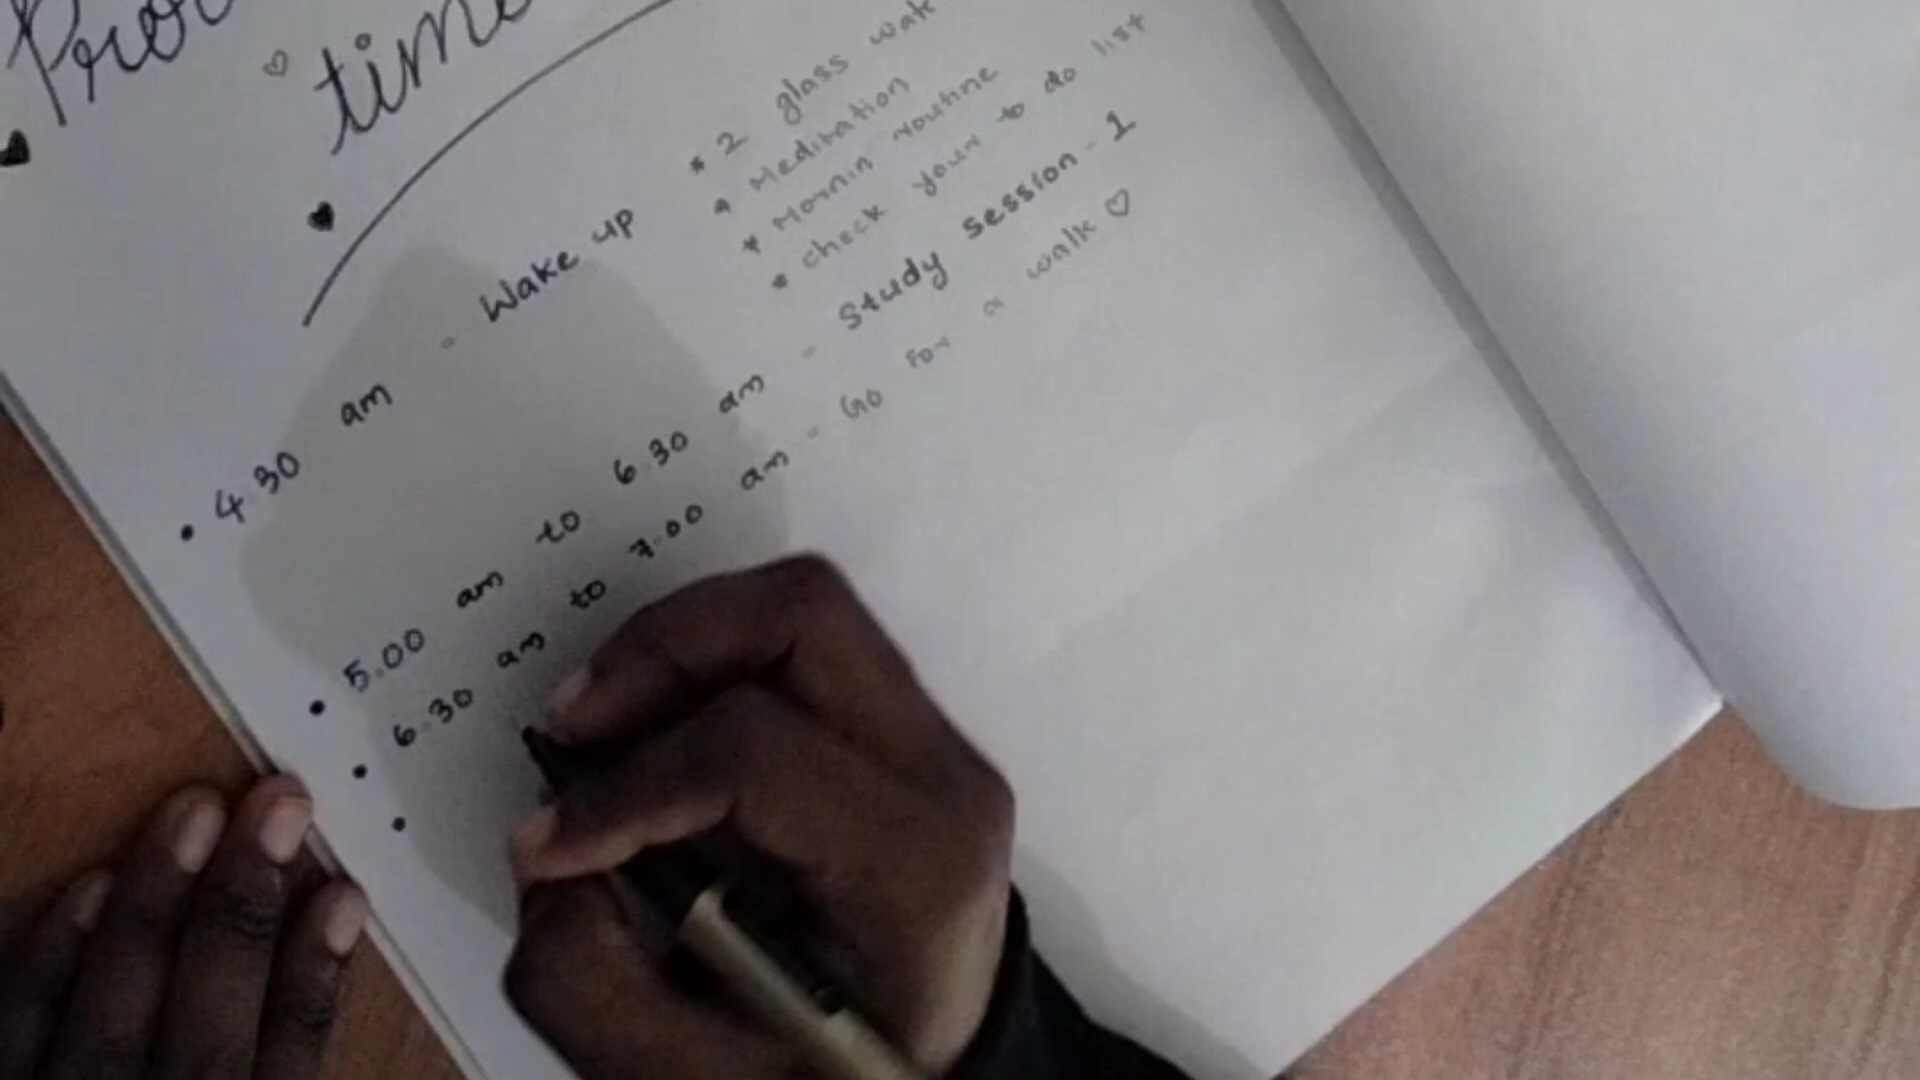 • 4.30 am - Wake up
* 2 glass
* Meditation
* Mornin routine
* check your to do list
• 5.00 am to 6.30 am - Study session - 1
• 6.30 am to 7.00 am - Go for a walk ♡
•